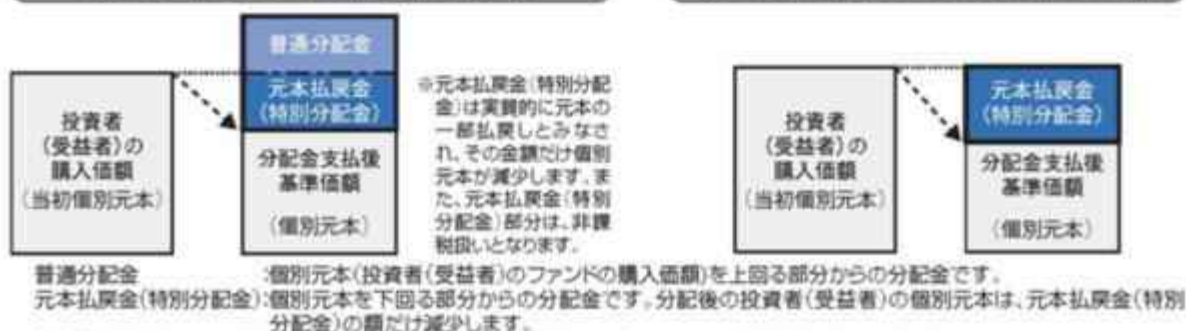 普通分配金
元本払戻金
(特別分配金)
投資者
(受益者)の
購入価額
(当初個別元本)
分配金支払後
基準価額
(個別元本)
※元本払戻金(特別分配
金)は実質的に元本の
一部払戻しとみなさ
れ、その金額だけ個別
元本が減少します。ま
た、元本払戻金(特別
分配金)部分は、非課
税扱いとなります。
投資者
(受益者)の
購入価額
(当初個別元本)
元本払戻金
(特別分配金)
分配金支払後
基準価額
(個別元本)
普通分配金 :個別元本(投資者(受益者)のファンドの購入価額)を上回る部分からの分配金です。
元本払戻金(特別分配金):個別元本を下回る部分からの分配金です。分配後の投資者(受益者)の個別元本は、元本払戻金(特別
分配金)の額だけ減少します。